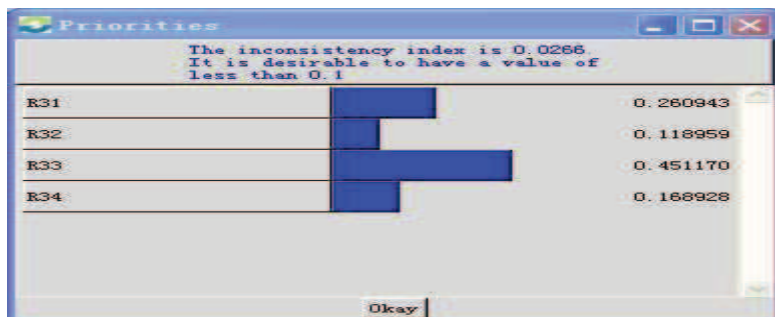 Priorities
The inconsistency index is 0.0266.
It is desirable to have a value of
less than 0.1
R31 0.260943
R32 0.118959
R33 0.451170
R34 0.168928
Okay